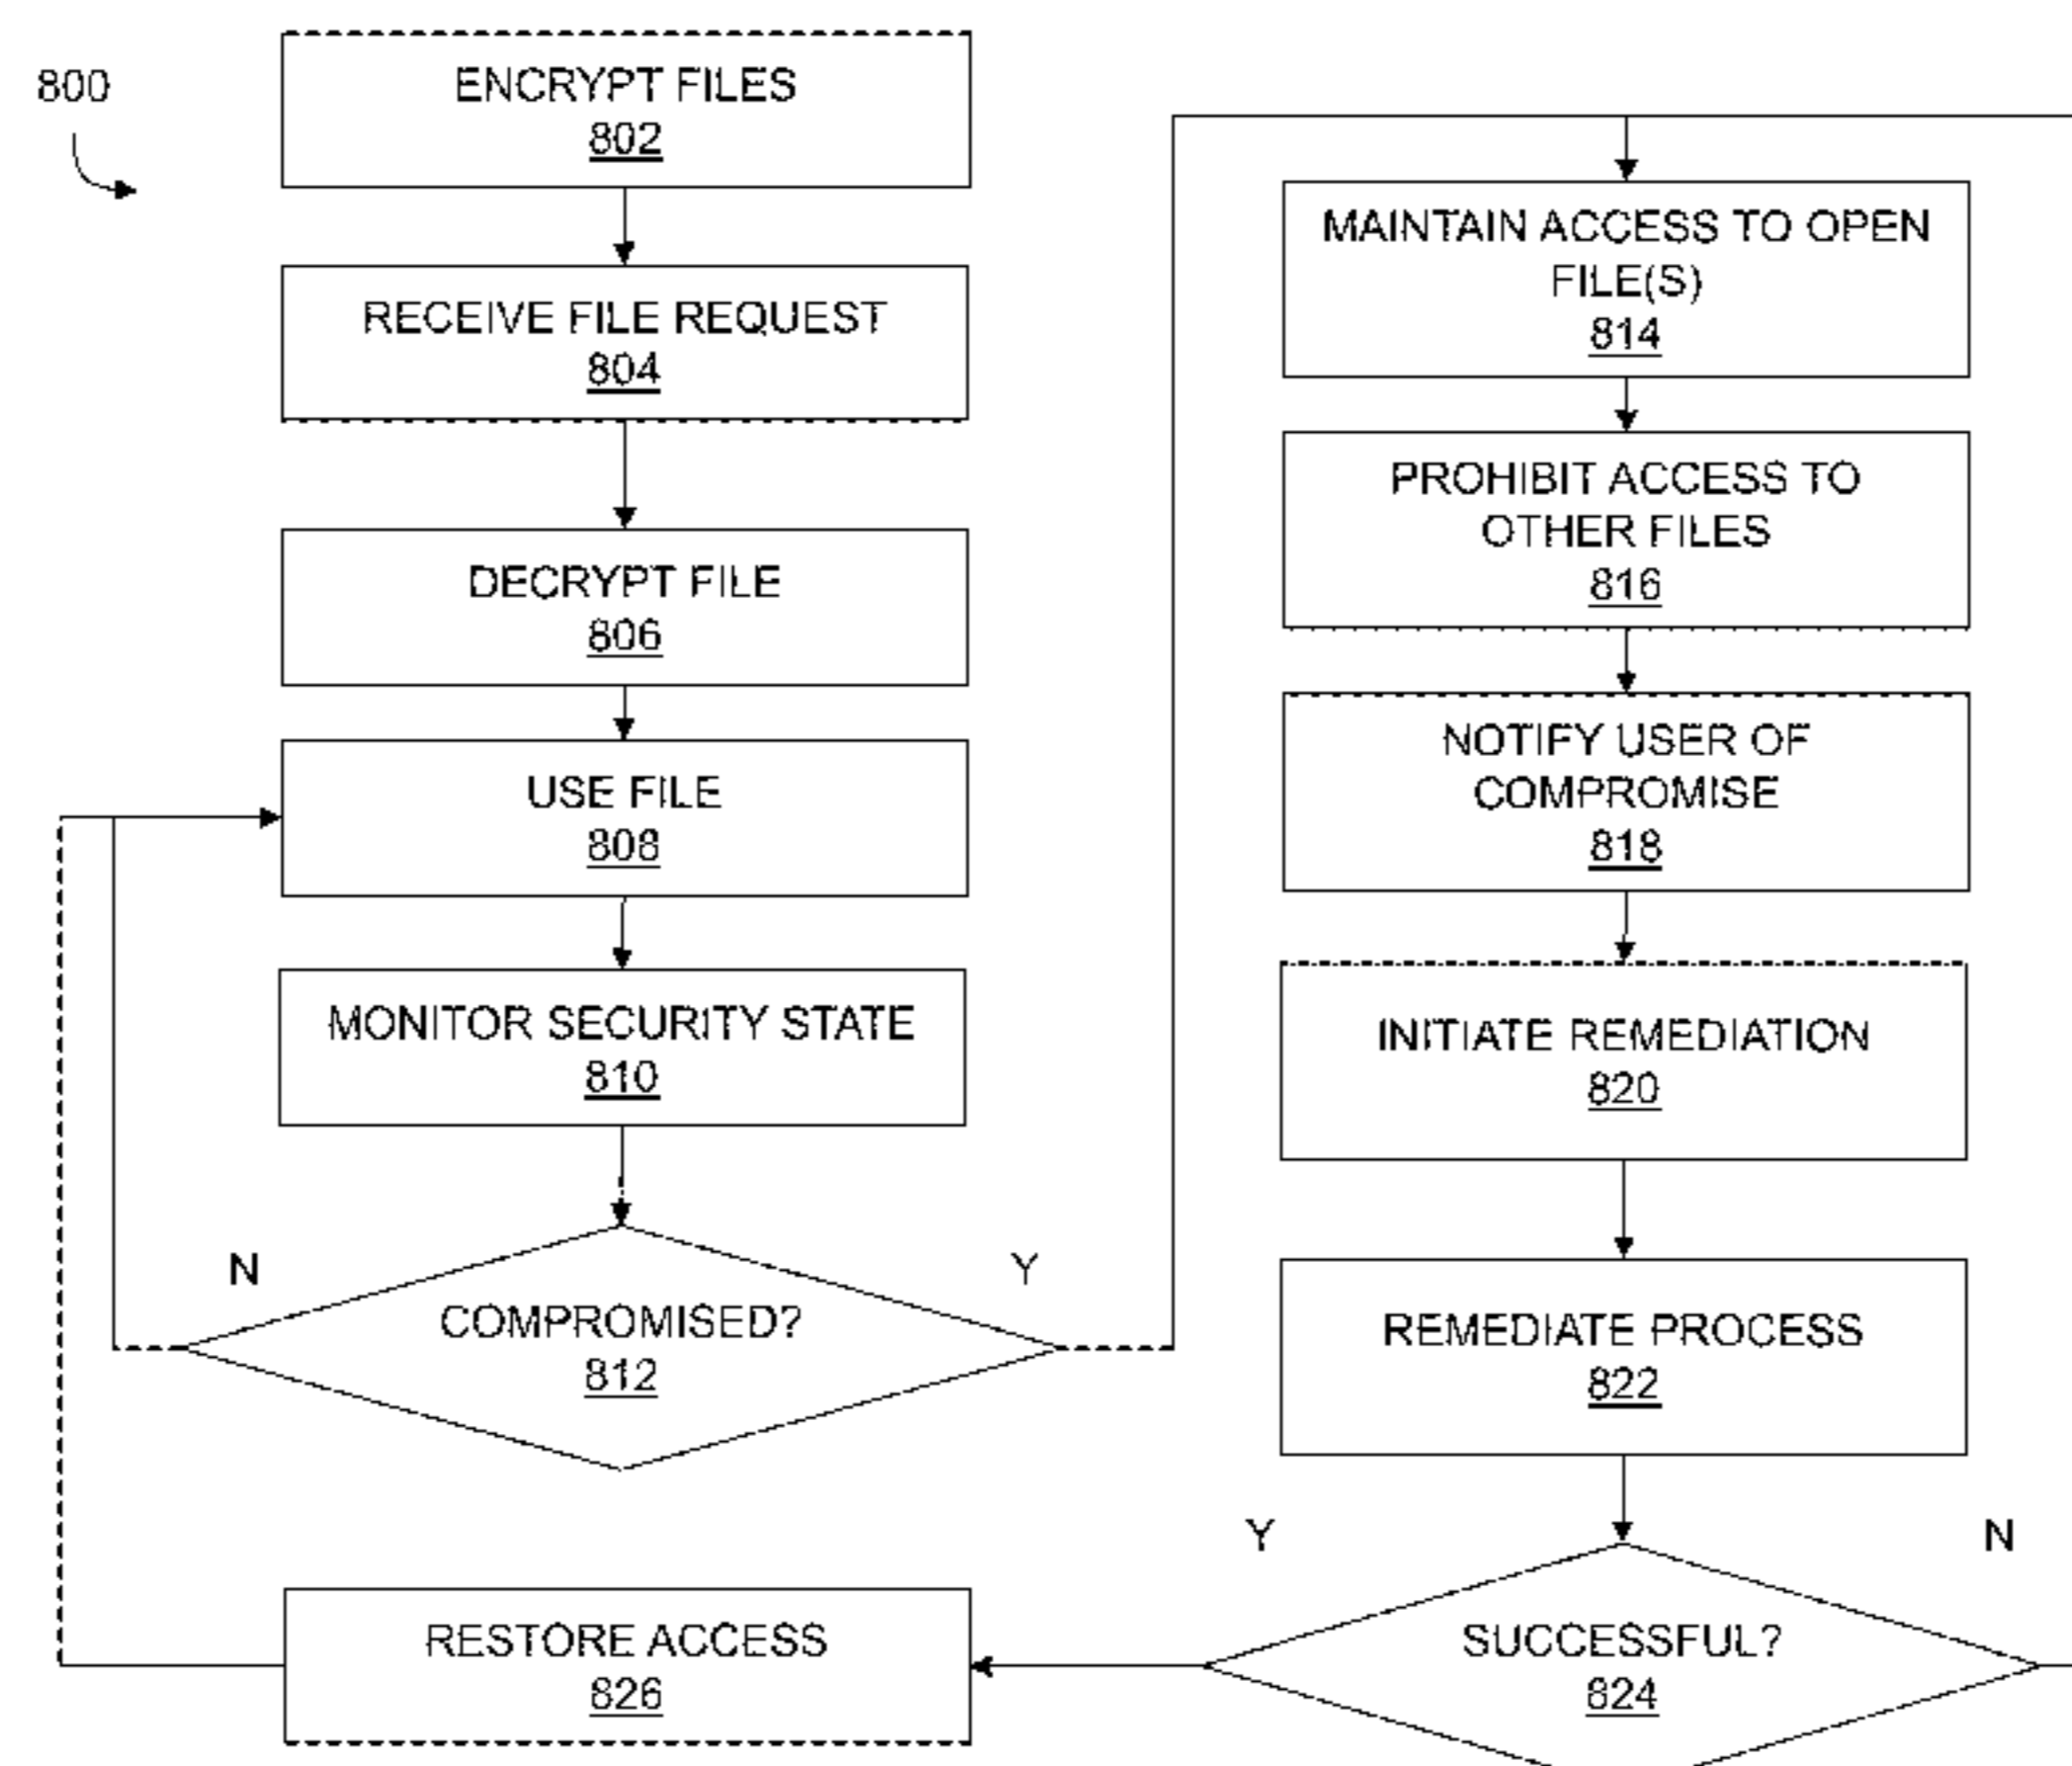 800
ENCRYPT FILES
802
RECEIVE FILE REQUEST
804
DECRYPT FILE
806
USE FILE
808
MONITOR SECURITY STATE
810
N
Y
COMPROMISED?
812
RESTORE ACCESS
826
MAINTAIN ACCESS TO OPEN
FILE(S)
814
PROHIBIT ACCESS TO
OTHER FILES
816
NOTIFY USER OF
COMPROMISE
818
INITIATE REMEDIATION
820
REMEDIATE PROCESS
822
Y
N
SUCCESSFUL?
824